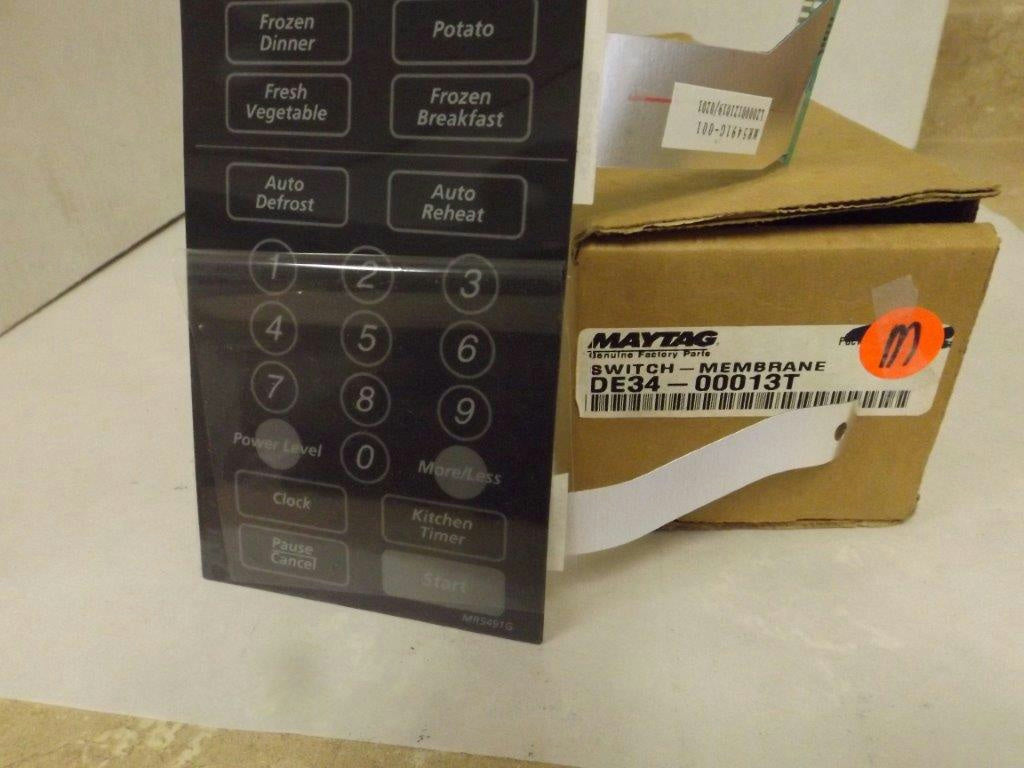 Frozen
Dinner
Potato
Fresh
Vegetable
Frozen
Breakfast
Auto
Defrost
Auto
Reheat
1
2
3
4
5
6
7
8
9
Power Level
0
More/Less
Clock
Kitchen
Timer
Pause
Cancel
Start
MR5491G
MR5491G-001
MAYTAG
Genuine Factory Parts
SWITCH-MEMBRANE
DE34-00013T
M